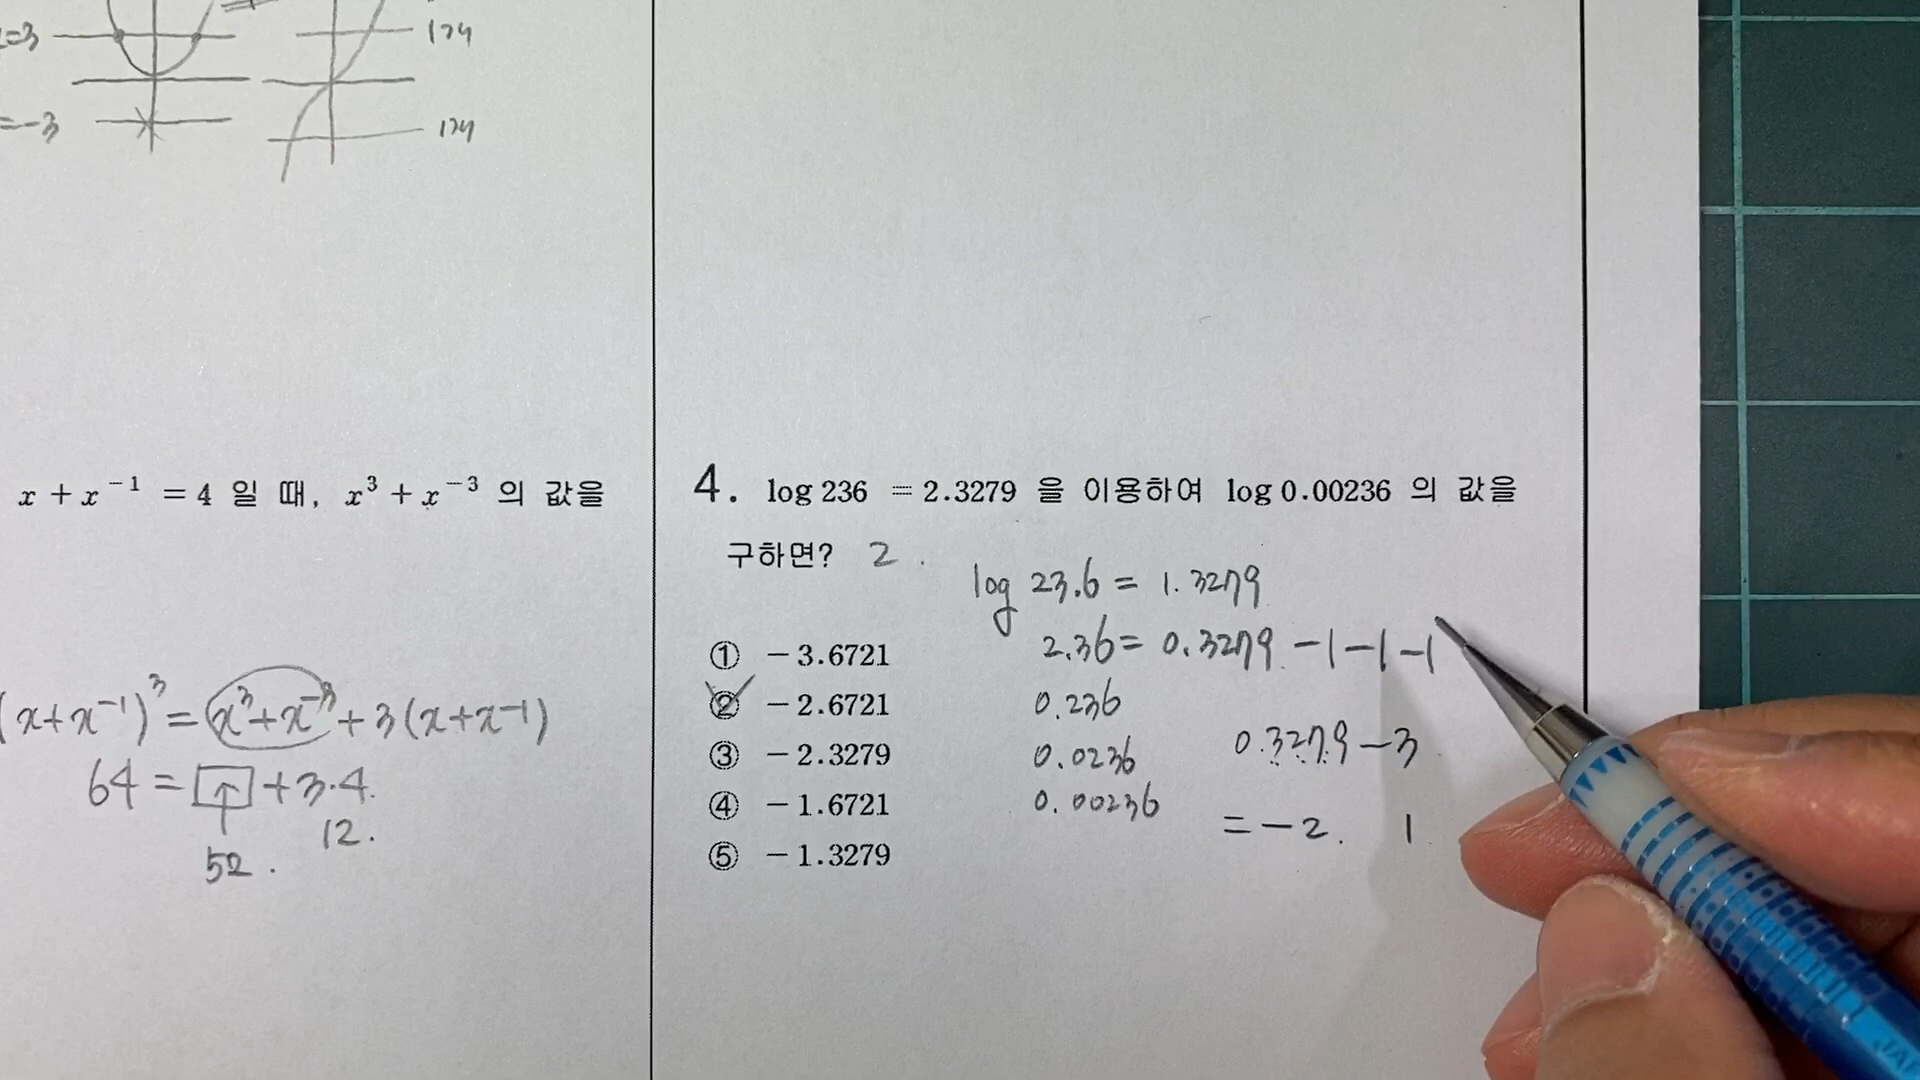 =3
1개
=-3
1개
x + x⁻¹ = 4 일 때, x³ + x⁻³ 의 값을
(x+x⁻¹)³ = x³+x⁻³ + 3(x+x-1)
64 = ↑ + 3·4.
12.
52.
4. log 236 = 2.3279 을 이용하여 log 0.00236 의 값을
구하면? 2.
log 23.6 = 1.3279
2.36 = 0.3279 -1-1-1
① -3.6721
② -2.6721
③ -2.3279
④ -1.6721
⑤ -1.3279
0.236
0.0236
0.00236
0.3279-3
= -2. 1